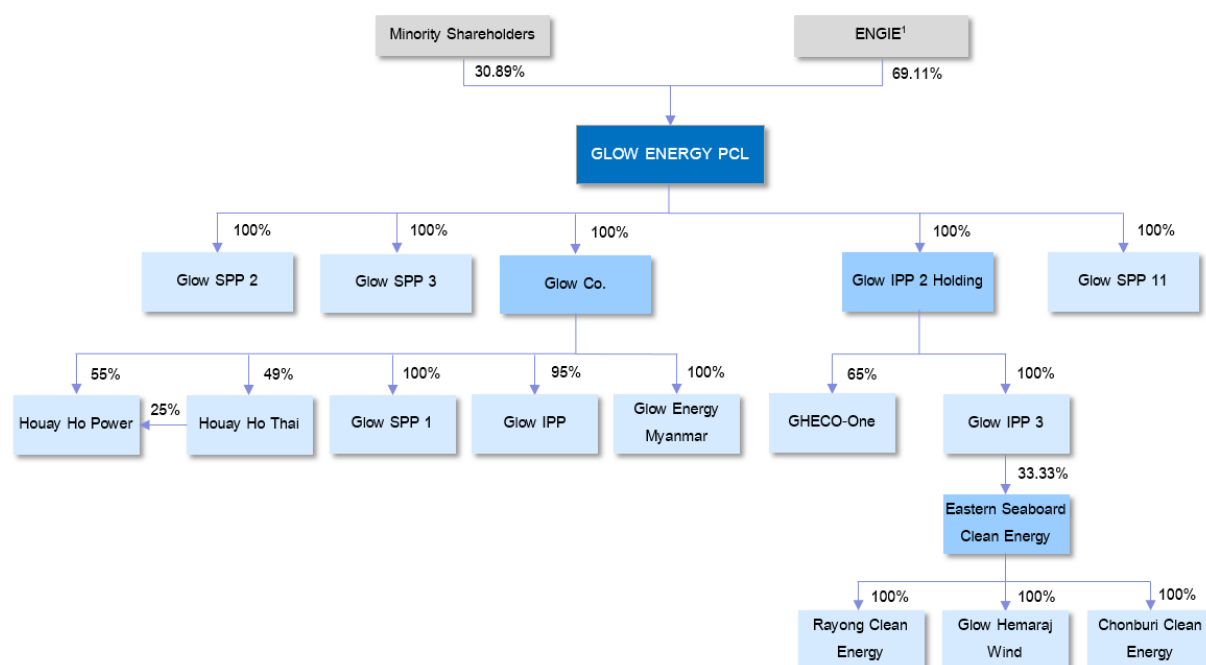 Minority Shareholders
ENGIE¹
30.89%
69.11%
GLOW ENERGY PCL
100%
100%
100%
100%
100%
Glow SPP 2
Glow SPP 3
Glow Co.
Glow IPP 2 Holding
Glow SPP 11
55%
49%
100%
95%
100%
65%
100%
Houay Ho Power
25%
Houay Ho Thai
Glow SPP 1
Glow IPP
Glow Energy
Myanmar
GHECO-One
Glow IPP 3
33.33%
Eastern Seaboard
Clean Energy
100%
100%
100%
Rayong Clean
Energy
Glow Hemaraj
Wind
Chonburi Clean
Energy